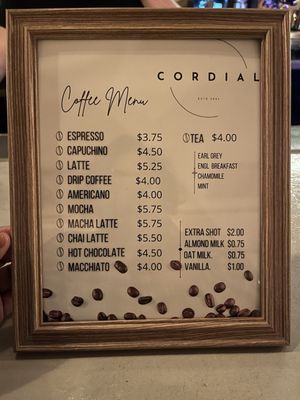 CORDIAL
ESTD 2021
Coffee Menu
ESPRESSO $3.75
CAPUCHINO $4.50
LATTE $5.25
DRIP COFFEE $4.00
AMERICANO $4.00
MOCHA $5.75
MACHA LATTE $5.75
CHAI LATTE $5.50
HOT CHOCOLATE $4.50
MACCHIATO $4.00
TEA $4.00
EARL GREY
ENGL BREAKFAST
CHAMOMILE
MINT
EXTRA SHOT $2.00
ALMOND MILK $0.75
OAT MILK. $0.75
VANILLA. $1.00